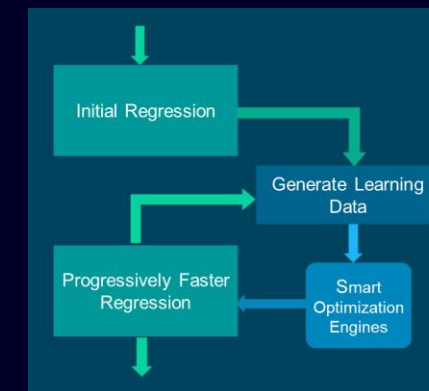 Initial Regression
Generate Learning
Data
Progressively Faster
Regression
Smart
Optimization
Engines